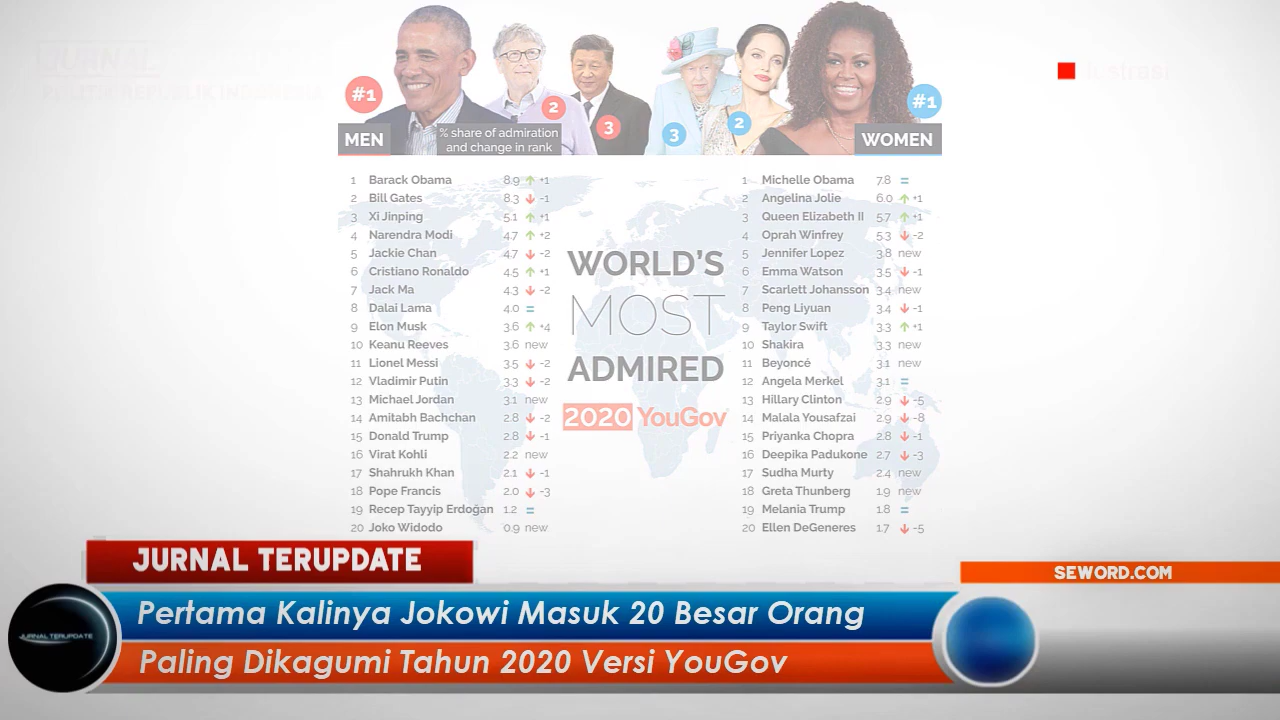 JURNAL TERUPDATE
POLITIK REPUBLIK INDONESIA
Ilustrasi
#1
2
3
3
2
#1
MEN
% share of admiration
and change in rank
WOMEN
1 Barack Obama 8.9 ↑ +1
2 Bill Gates 8.3 ↓ -1
3 Xi Jinping 5.1 ↑ +1
4 Narendra Modi 4.7 ↑ +2
5 Jackie Chan 4.7 ↓ -2
6 Cristiano Ronaldo 4.5 ↑ +1
7 Jack Ma 4.3 ↓ -2
8 Dalai Lama 4.0 =
9 Elon Musk 3.6 ↑ +4
10 Keanu Reeves 3.6 new
11 Lionel Messi 3.5 ↓ -2
12 Vladimir Putin 3.3 ↓ -2
13 Michael Jordan 3.1 new
14 Amitabh Bachchan 2.8 ↓ -2
15 Donald Trump 2.8 ↓ -1
16 Virat Kohli 2.2 new
17 Shahrukh Khan 2.1 ↓ -1
18 Pope Francis 2.0 ↓ -3
19 Recep Tayyip Erdoğan 1.2 =
20 Joko Widodo 0.9 new
WORLD'S
MOST
ADMIRED
2020 YouGov
1 Michelle Obama 7.8 =
2 Angelina Jolie 6.0 ↑ +1
3 Queen Elizabeth II 5.7 ↑ +1
4 Oprah Winfrey 5.3 ↓ -2
5 Jennifer Lopez 3.8 new
6 Emma Watson 3.5 ↓ -1
7 Scarlett Johansson 3.4 new
8 Peng Liyuan 3.4 ↓ -1
9 Taylor Swift 3.3 ↑ +1
10 Shakira 3.3 new
11 Beyoncé 3.1 new
12 Angela Merkel 3.1 =
13 Hillary Clinton 2.9 ↓ -5
14 Malala Yousafzai 2.9 ↓ -8
15 Priyanka Chopra 2.8 ↓ -1
16 Deepika Padukone 2.7 ↓ -3
17 Sudha Murty 2.4 new
18 Greta Thunberg 1.9 new
19 Melania Trump 1.8 =
20 Ellen DeGeneres 1.7 ↓ -5
JURNAL TERUPDATE
SEWORD.COM
Pertama Kalinya Jokowi Masuk 20 Besar Orang
JURNAL TERUPDATE
Paling Dikagumi Tahun 2020 Versi YouGov